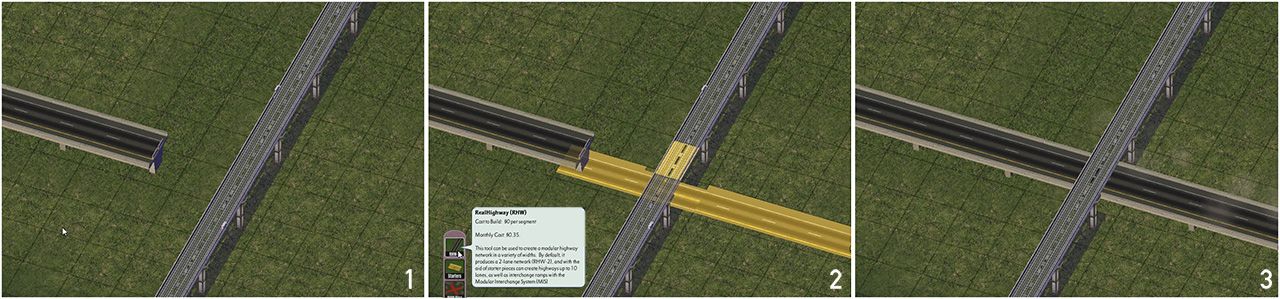 1
RealHighway (RHW)
Cost to Build: $0 per segment
Monthly Cost: $0.35.
This tool can be used to create a modular highway
network in a variety of widths. By default, it
produces a 2-lane network (RHW-2), and with the
aid of starter pieces can create highways up to 10
lanes, as well as interchange ramps with the
Modular Interchange System (MIS)
Starters
2
3